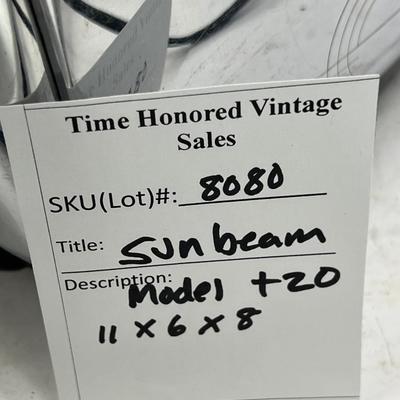 Time Honored Vintage
Sales
SKU(Lot)#: 8080
Title: Sunbeam
Description:
Model t20
11 x 6 x 8